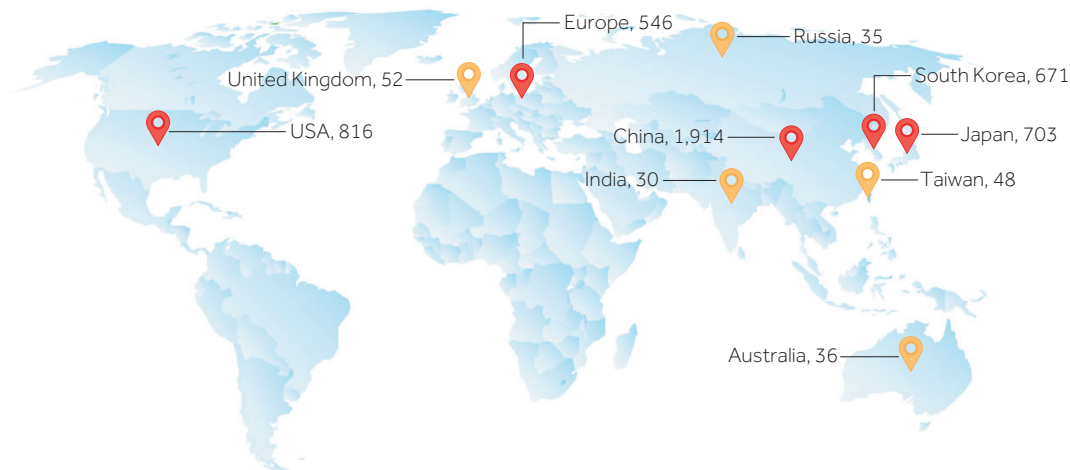 Europe, 546
Russia, 35
United Kingdom, 52
South Korea, 671
USA, 816
China, 1,914
Japan, 703
India, 30
Taiwan, 48
Australia, 36